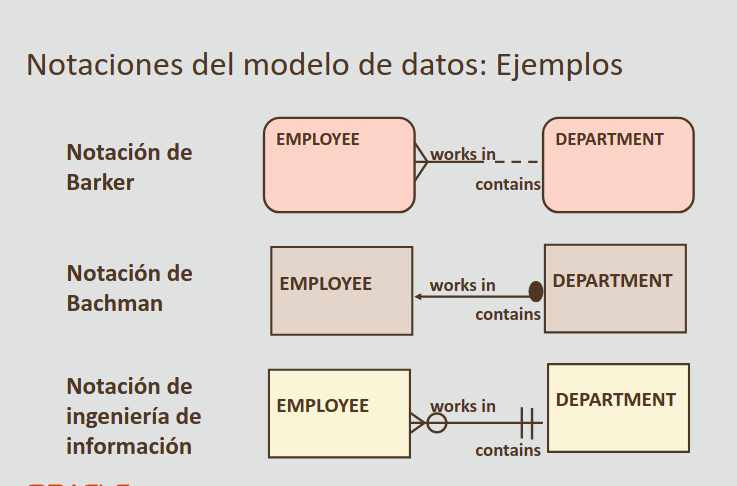 Notaciones del modelo de datos: Ejemplos
Notación de
Barker
EMPLOYEE
works in
contains
DEPARTMENT
Notación de
Bachman
EMPLOYEE
works in
contains
DEPARTMENT
Notación de
ingeniería de
información
EMPLOYEE
works in
contains
DEPARTMENT